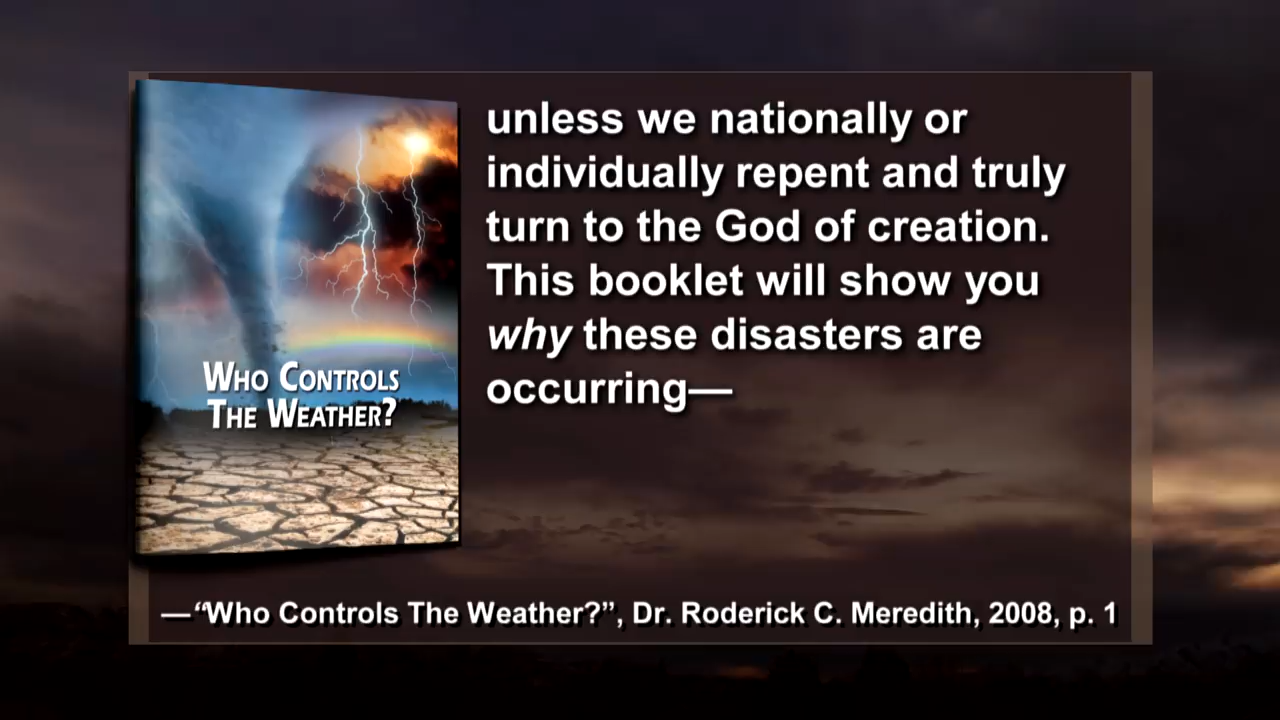 unless we nationally or
individually repent and truly
turn to the God of creation.
This booklet will show you
why these disasters are
occurring—
WHO CONTROLS
THE WEATHER?
—“Who Controls The Weather?”, Dr. Roderick C. Meredith, 2008, p. 1